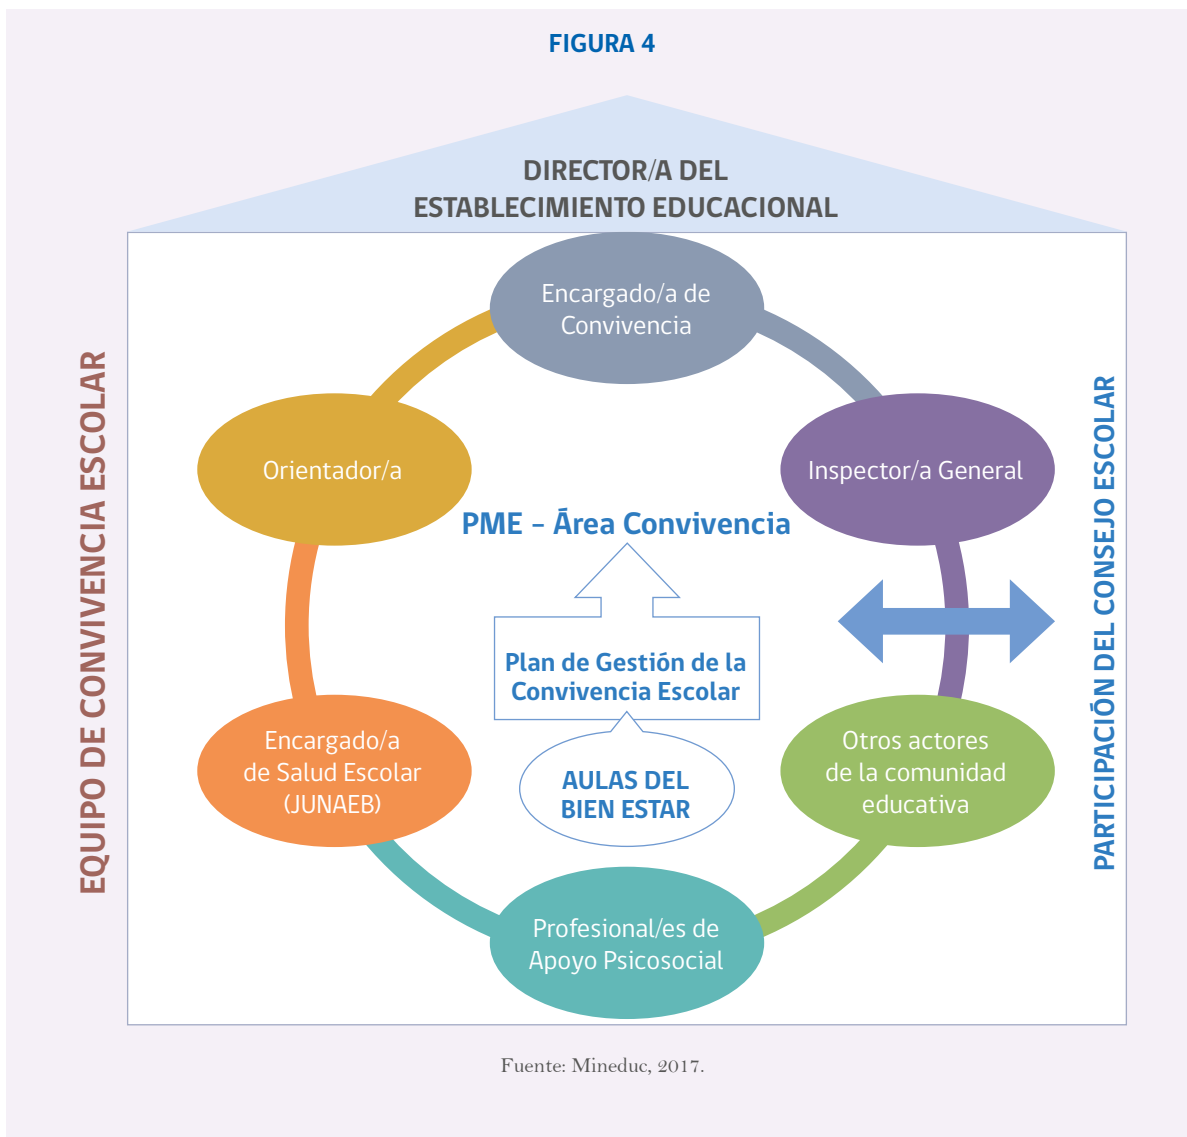 FIGURA 4
DIRECTOR/A DEL
ESTABLECIMIENTO EDUCACIONAL
EQUIPO DE CONVIVENCIA ESCOLAR
Encargado/a de
Convivencia
Orientador/a
Inspector/a General
PME – Área Convivencia
Plan de Gestión de la
Convivencia Escolar
Encargado/a
de Salud Escolar
(JUNAEB)
AULAS DEL
BIEN ESTAR
Otros actores
de la comunidad
educativa
Profesional/es de
Apoyo Psicosocial
PARTICIPACIÓN DEL CONSEJO ESCOLAR
Fuente: Mineduc, 2017.